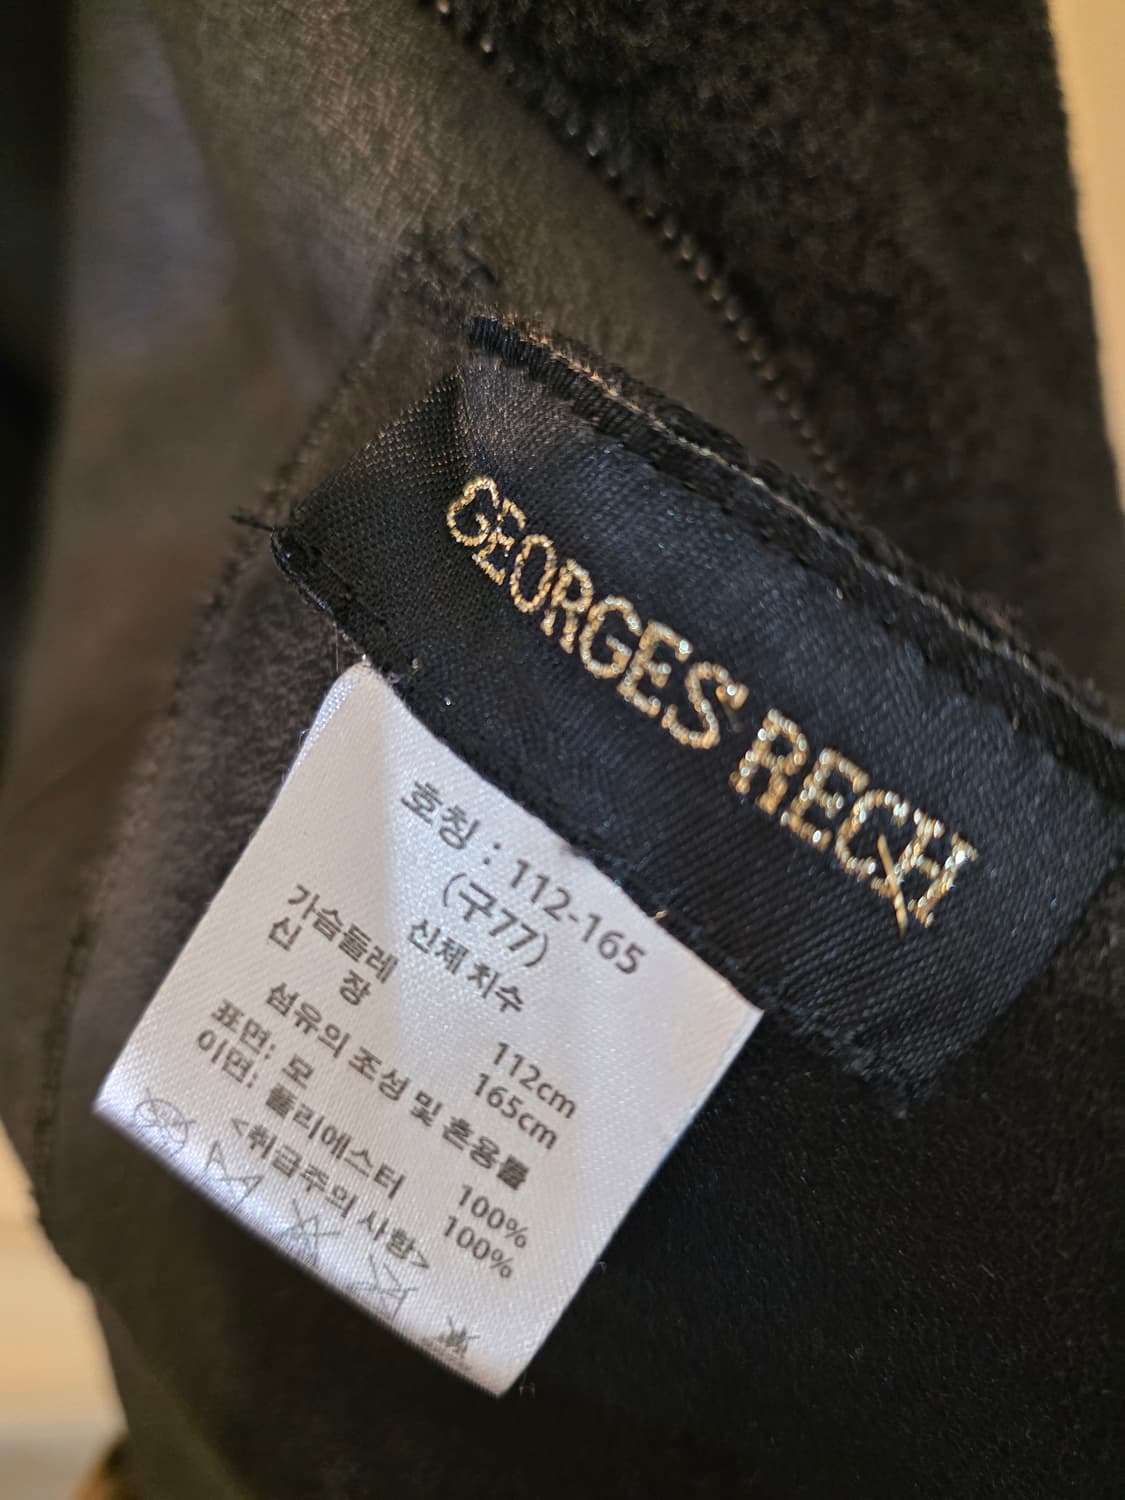 GEORGES RECH
호칭 : 112-165
(구77)
신체 치수
가슴둘레 112cm
신 장 165cm
섬유의 조성 및 혼용률
표면: 모 100%
이면: 폴리에스터 100%
<취급주의 사항>